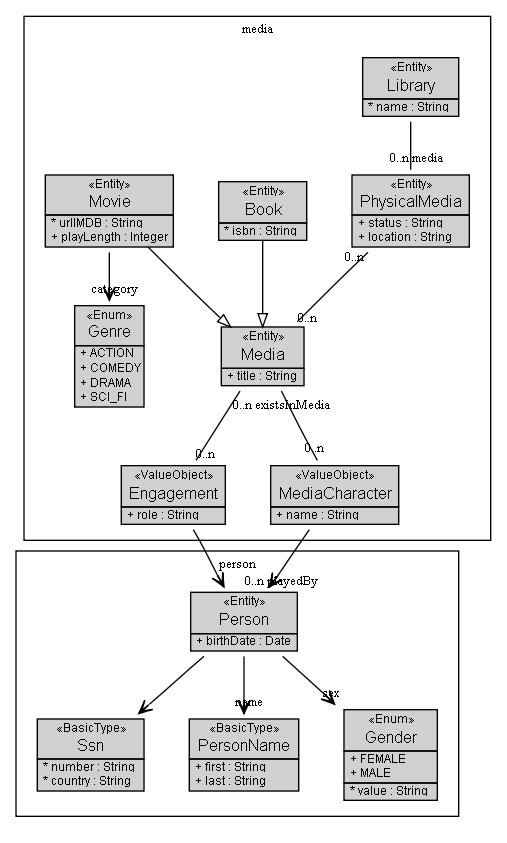 media
«Entity»
Library
* name : String
0..n media
«Entity»
Movie
* urlIMDB : String
+ playLength : Integer
«Entity»
Book
* isbn : String
«Entity»
PhysicalMedia
+ status : String
+ location : String
0..n
category
«Enum»
Genre
+ ACTION
+ COMEDY
+ DRAMA
+ SCI_FI
0..n
«Entity»
Media
+ title : String
0..n existsInMedia
0..n
0..n
«ValueObject»
Engagement
+ role : String
«ValueObject»
MediaCharacter
+ name : String
person
0..n playedBy
«Entity»
Person
+ birthDate : Date
name
sex
«BasicType»
Ssn
* number : String
* country : String
«BasicType»
PersonName
+ first : String
+ last : String
«Enum»
Gender
+ FEMALE
+ MALE
* value : String